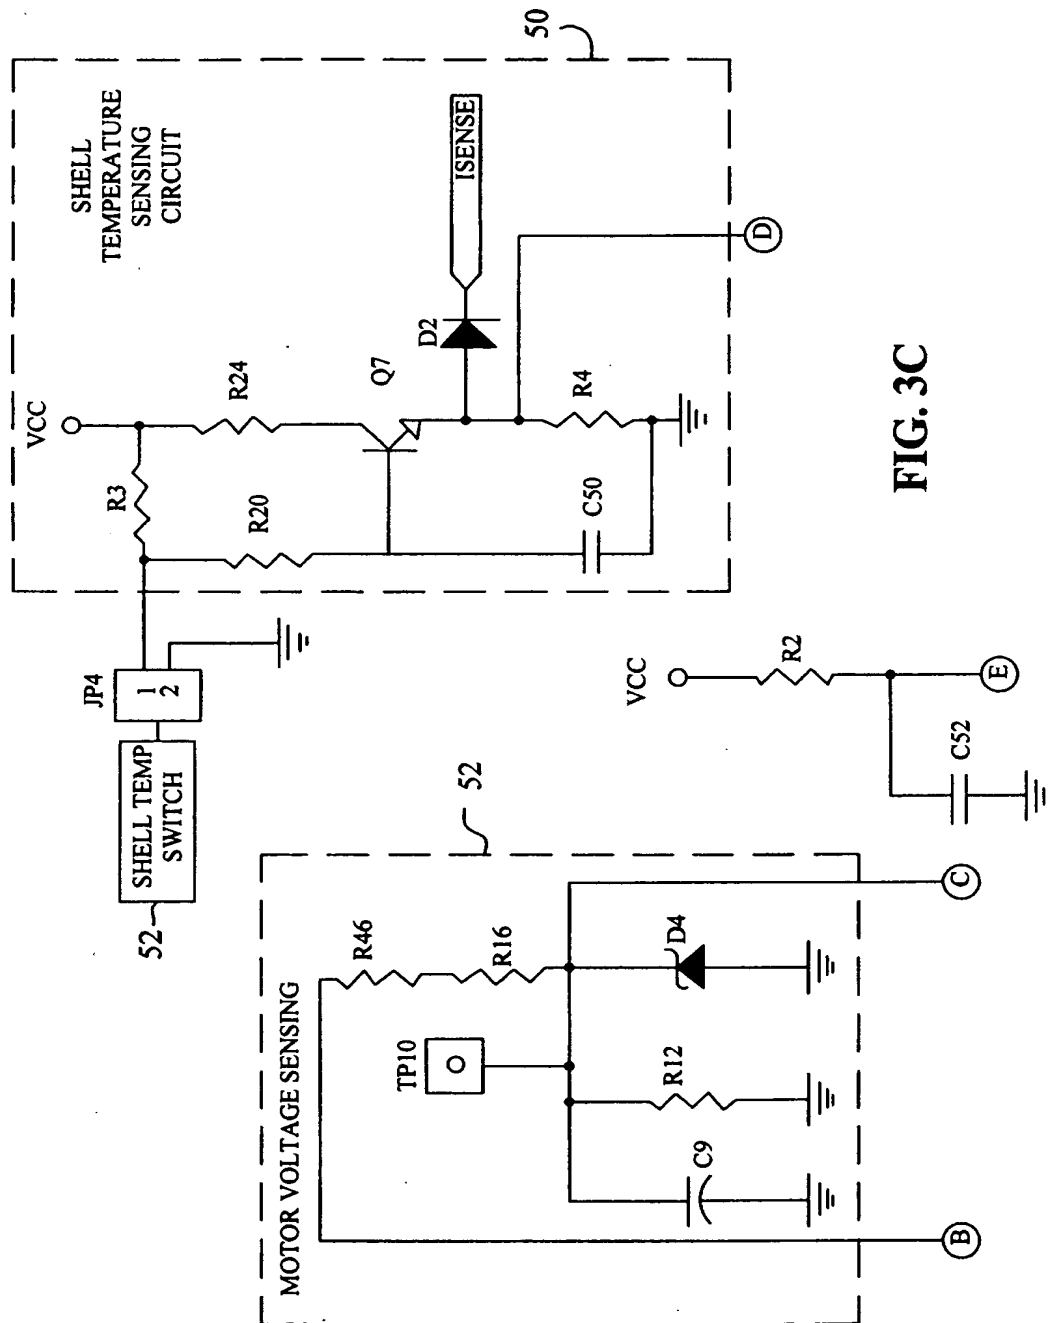 50
SHELL
TEMPERATURE
SENSING
CIRCUIT
VCC
R3
R24
R20
Q7
D2
ISENSE
R4
C50
D
JP4
1
2
SHELL TEMP
SWITCH
52
VCC
R2
C52
E
52
MOTOR VOLTAGE SENSING
R46
R16
TP10
D4
R12
C9
C
B
FIG. 3C